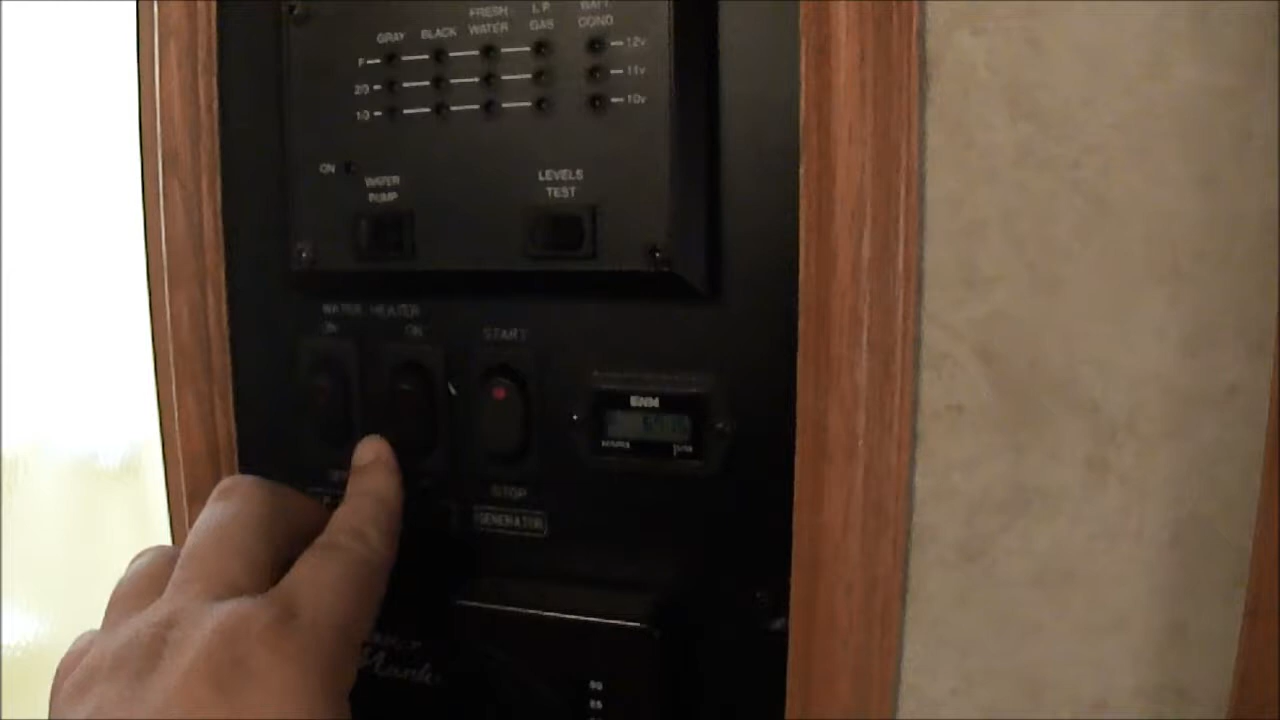 FRESH L.P. BATT.
GRAY BLACK WATER GAS COND
F 12v
2/3 11v
1/3 10v
ON
WATER LEVELS
PUMP TEST
WATER HEATER
ON ON START
ENM
HOURS
STOP
GENERATOR